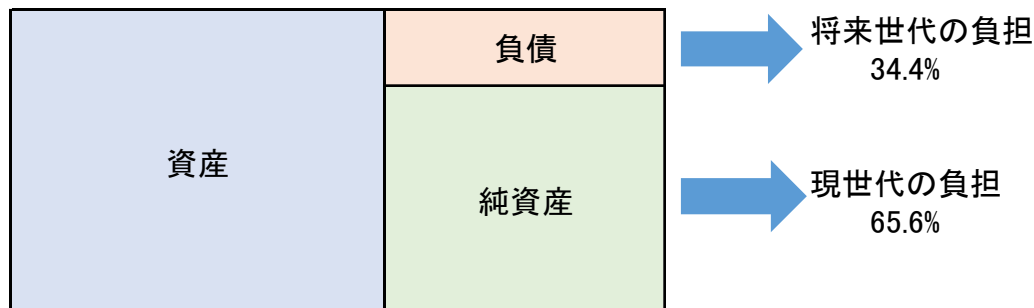 資産
負債
純資産
将来世代の負担
34.4%
現世代の負担
65.6%